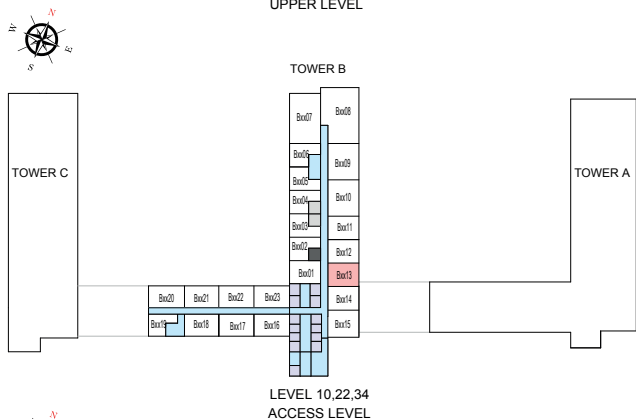 UPPER LEVEL
N
W
E
S
TOWER B
TOWER C
TOWER A
Bxx07
Bxx08
Bxx06
Bxx09
Bxx05
Bxx10
Bxx04
Bxx03
Bxx11
Bxx02
Bxx12
Bxx01
Bxx13
Bxx20
Bxx21
Bxx22
Bxx23
Bxx14
Bxx19
Bxx18
Bxx17
Bxx16
Bxx15
LEVEL 10,22,34
ACCESS LEVEL
N